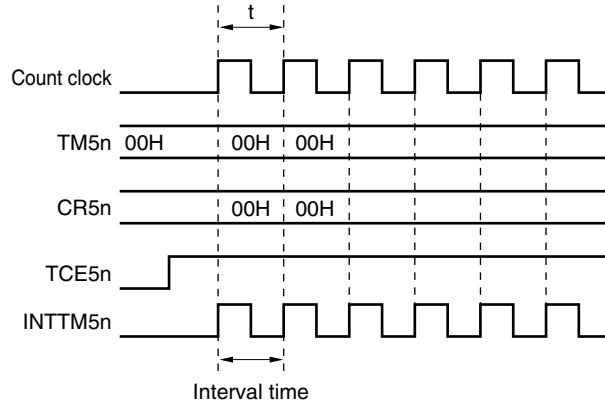 t
Count clock
TM5n 00H 00H 00H
CR5n 00H 00H
TCE5n
INTTM5n
Interval time